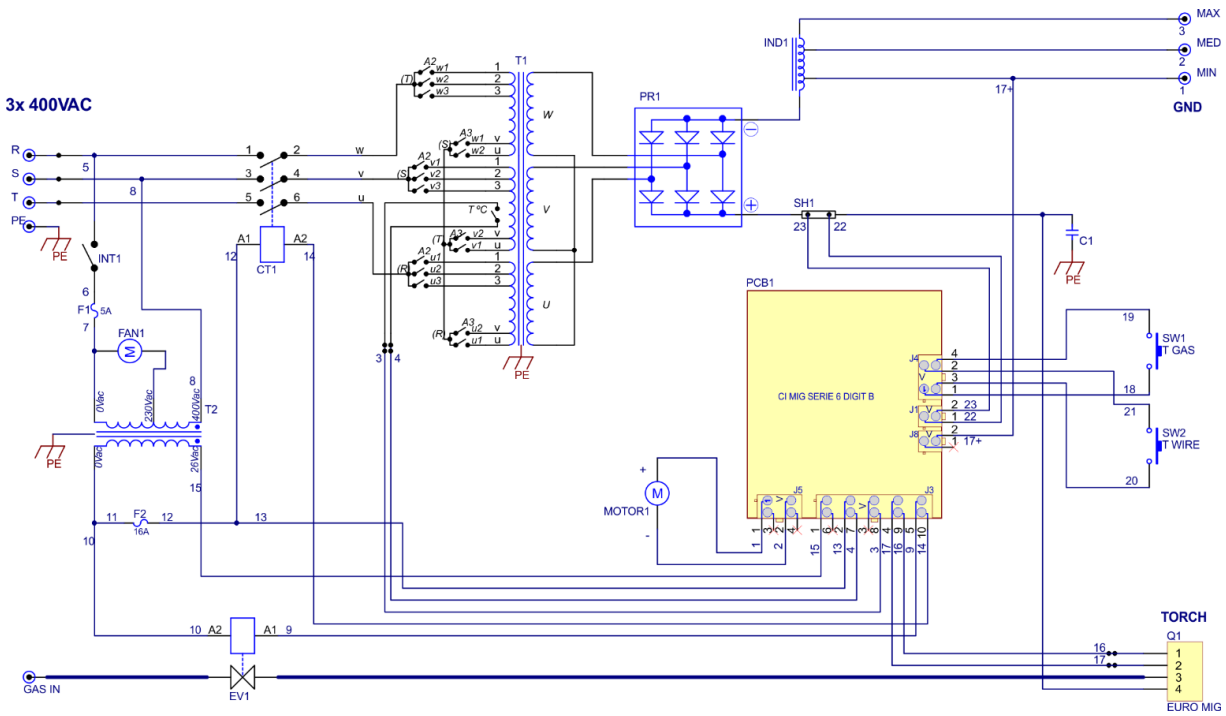 MAX
3
IND1
MED
2
MIN
1
17+
GND
3x 400VAC
A2
w1
w2
w3
(T)
1
2
3
T1
W
PR1
A3
w1
w2
(S)
v
u
R
S
T
PE
PE
5
8
1
2
w
3
4
v
5
6
u
A2
v1
v2
v3
(S
1
2
3
T ºC
V
A3
v2
v1
(T)
v
u
A2
u1
u2
u3
(R)
1
2
3
U
A3
u2
u1
(R)
v
u
PE
SH1
23
22
C1
PE
INT1
A1
A2
12
14
CT1
6
F1
5A
7
FAN1
M
8
0Vac
230Vac
400Vac
T2
PE
0Vac
26Vac
15
3
4
PCB1
CI MIG SERIE 6 DIGIT B
J4
V
4
2
3
1
J1
V
2
23
1
22
J8
V
2
1
17+
19
SW1
T GAS
18
21
SW2
T WIRE
20
+
M
MOTOR1
-
J5
V
J3
V
1
3
2
4
1
6
2
7
3
8
4
9
5
10
1
2
15
13
4
3
17
16
9
14
11
F2
16A
12
13
10
10
A2
A1
9
GAS IN
EV1
TORCH
Q1
16
17
1
2
3
4
EURO MIG